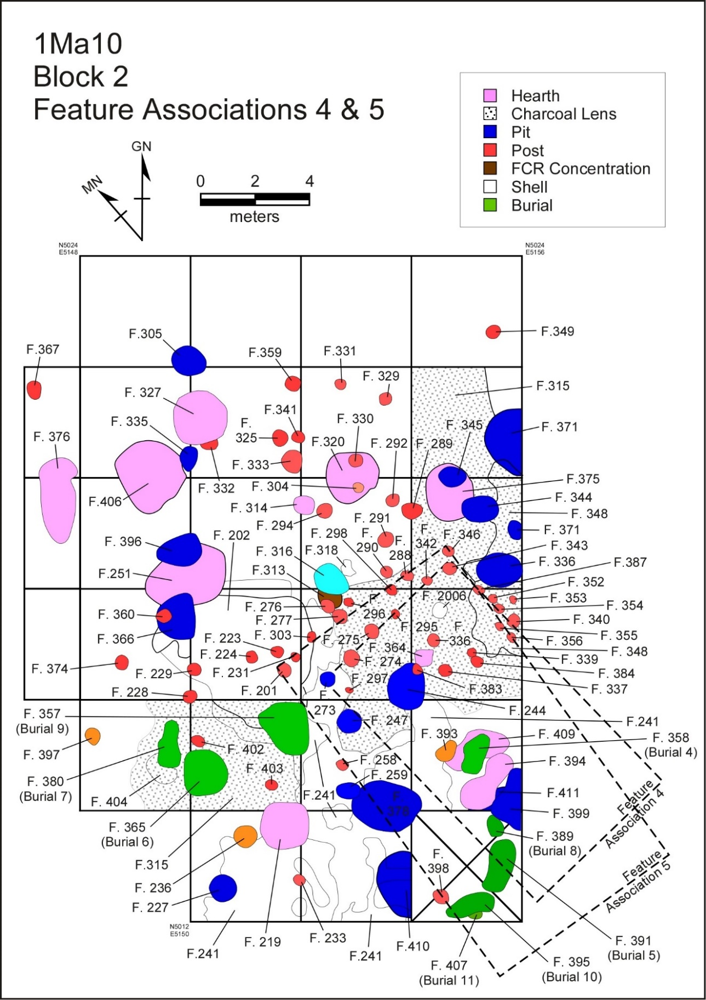 1Ma10
Block 2
Feature Associations 4 & 5
Hearth
Charcoal Lens
Pit
Post
FCR Concentration
Shell
Burial
GN
MN
0 2 4
meters
N5024
E5148
N5024
E5156
F.349
F.305
F.367
F.359
F.331
F. 329
F.315
F. 327
F.341
F. 335
F.
325
F. 330
F. 345
F. 371
F. 376
F.320
F. 292
F. 289
F. 333
F. 332
F. 304
F. 375
F.406
F. 314
F. 344
F. 348
F. 294
F. 291
F. 371
F. 396
F. 202
F. 298
F.
290
F.
288
F.
342
F. 346
F. 343
F. 316
F.318
F. 336
F. 387
F.251
F.313
F. 352
F. 2006
F. 353
F. 276
F.
296
F. 354
F. 360
F. 277
F. 295
F.
336
F. 340
F. 366
F. 223
F. 303
F. 275
F. 355
F. 356
F. 224
F. 364
F. 348
F. 374
F. 229
F. 231
F. 274
F. 339
F. 384
F. 201
F. 297
F. 383
F. 337
F. 228
F.
273
F. 244
F. 357
(Burial 9)
F. 247
F.241
F. 393
F. 409
F. 358
(Burial 4)
F. 397
F. 402
F. 258
F. 394
F. 380
(Burial 7)
F. 403
F. 259
F.241
F.
378
F.411
F. 404
F. 399
Feature
Association 4
F. 365
(Burial 6)
F. 389
(Burial 8)
F.315
F.
398
Feature
Association 5
F. 236
F. 227
N5012
E5150
F. 219
F. 233
F.241
F.241
F.410
F. 391
(Burial 5)
F. 407
(Burial 11)
F. 395
(Burial 10)